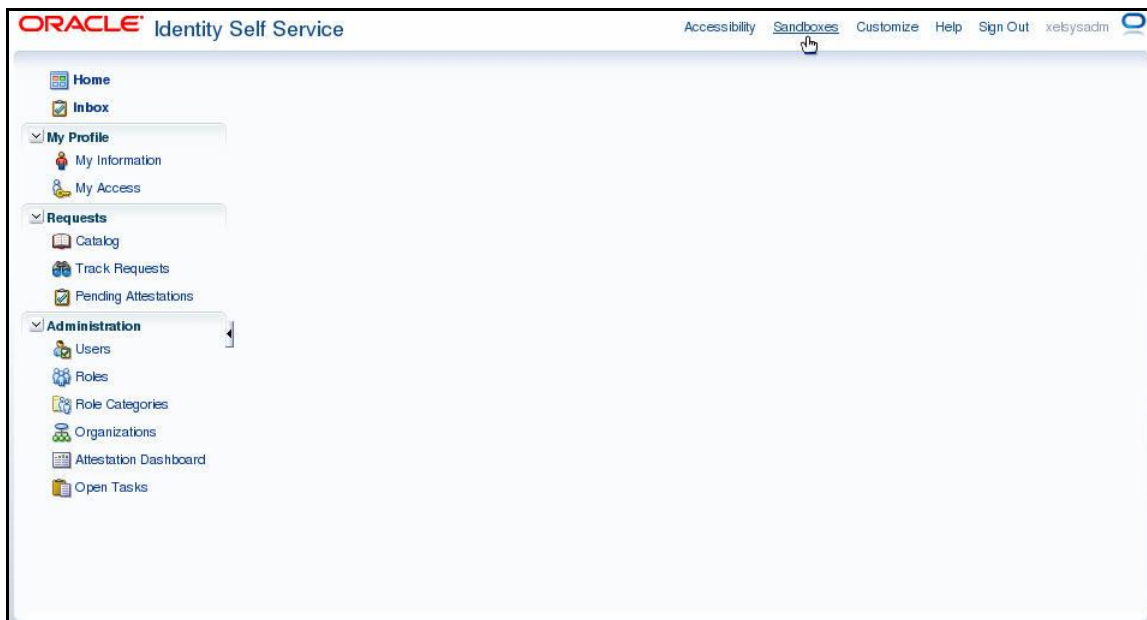 ORACLE Identity Self Service
Accessibility Sandboxes Customize Help Sign Out xelsysadm
Home
Inbox
My Profile
My Information
My Access
Requests
Catalog
Track Requests
Pending Attestations
Administration
Users
Roles
Role Categories
Organizations
Attestation Dashboard
Open Tasks